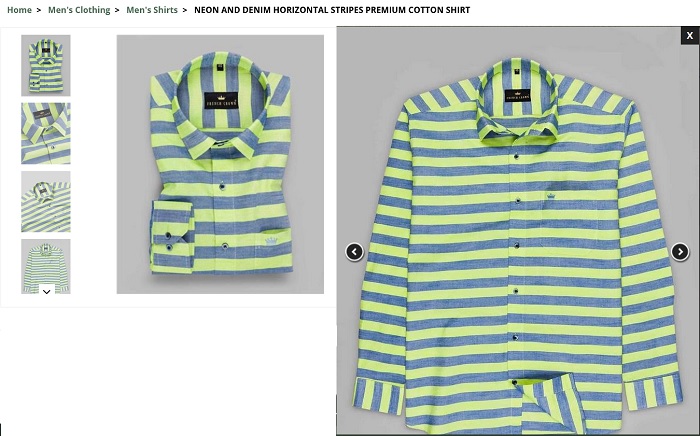 Home > Men's Clothing > Men's Shirts > NEON AND DENIM HORIZONTAL STRIPES PREMIUM COTTON SHIRT
X
FRENCH CROWN
FRENCH CROWN